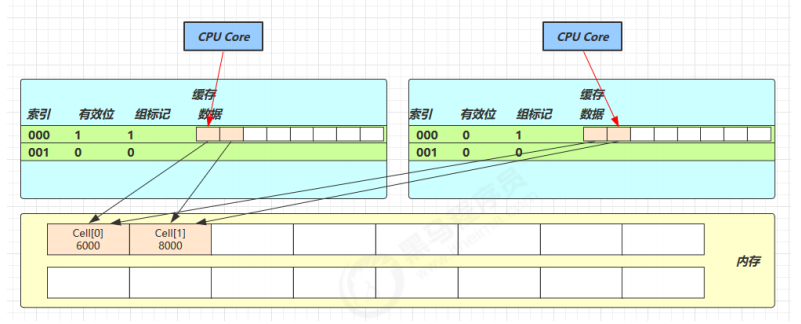 CPU Core
CPU Core
缓存
索引 有效位 组标记 数据
000 1 1
001 0 0
缓存
索引 有效位 组标记 数据
000 0 1
001 0 0
Cell[0]
6000
Cell[1]
8000
内存
黑马程序员